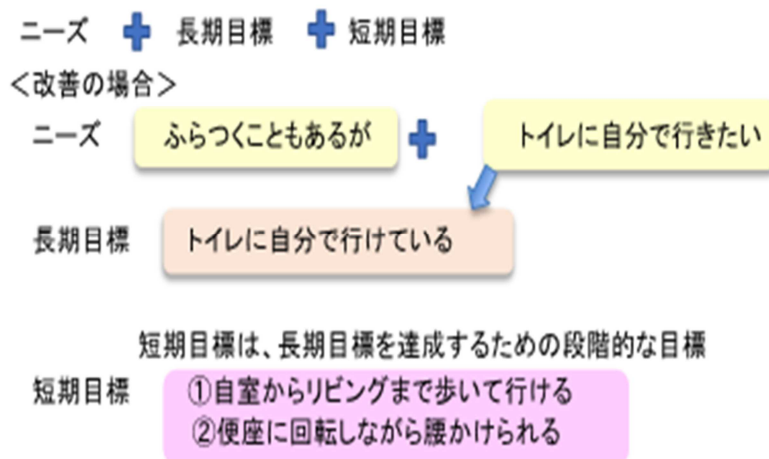 ニーズ ＋ 長期目標 ＋ 短期目標
＜改善の場合＞
ニーズ ふらつくこともあるが ＋ トイレに自分で行きたい
長期目標 トイレに自分で行けている
短期目標は、長期目標を達成するための段階的な目標
短期目標 ①自室からリビングまで歩いて行ける
②便座に回転しながら腰かけられる